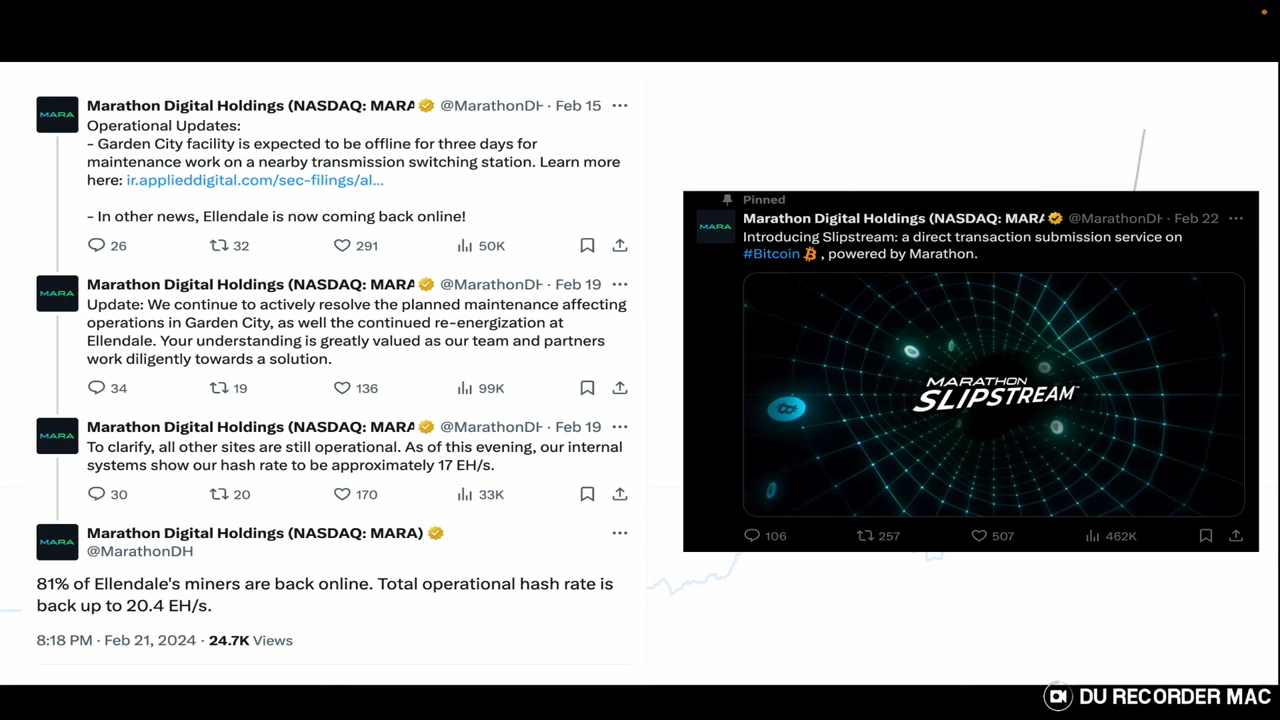 MARA
Marathon Digital Holdings (NASDAQ: MARA @MarathonDH · Feb 15 ···
Operational Updates:
- Garden City facility is expected to be offline for three days for
maintenance work on a nearby transmission switching station. Learn more
here: ir.applieddigital.com/sec-filings/al...
- In other news, Ellendale is now coming back online!
26 32 291 50K
MARA
Marathon Digital Holdings (NASDAQ: MARA @MarathonDH · Feb 19 ···
Update: We continue to actively resolve the planned maintenance affecting
operations in Garden City, as well the continued re-energization at
Ellendale. Your understanding is greatly valued as our team and partners
work diligently towards a solution.
34 19 136 99K
MARA
Marathon Digital Holdings (NASDAQ: MARA @MarathonDH · Feb 19 ···
To clarify, all other sites are still operational. As of this evening, our internal
systems show our hash rate to be approximately 17 EH/s.
30 20 170 33K
MARA
Marathon Digital Holdings (NASDAQ: MARA) ···
@MarathonDH
81% of Ellendale's miners are back online. Total operational hash rate is
back up to 20.4 EH/s.
8:18 PM · Feb 21, 2024 · 24.7K Views
Pinned
MARA
Marathon Digital Holdings (NASDAQ: MARA @MarathonDH · Feb 22 ···
Introducing Slipstream: a direct transaction submission service on
#Bitcoin , powered by Marathon.
MARATHON
SLIPSTREAM™
106 257 507 462K
DU RECORDER MAC